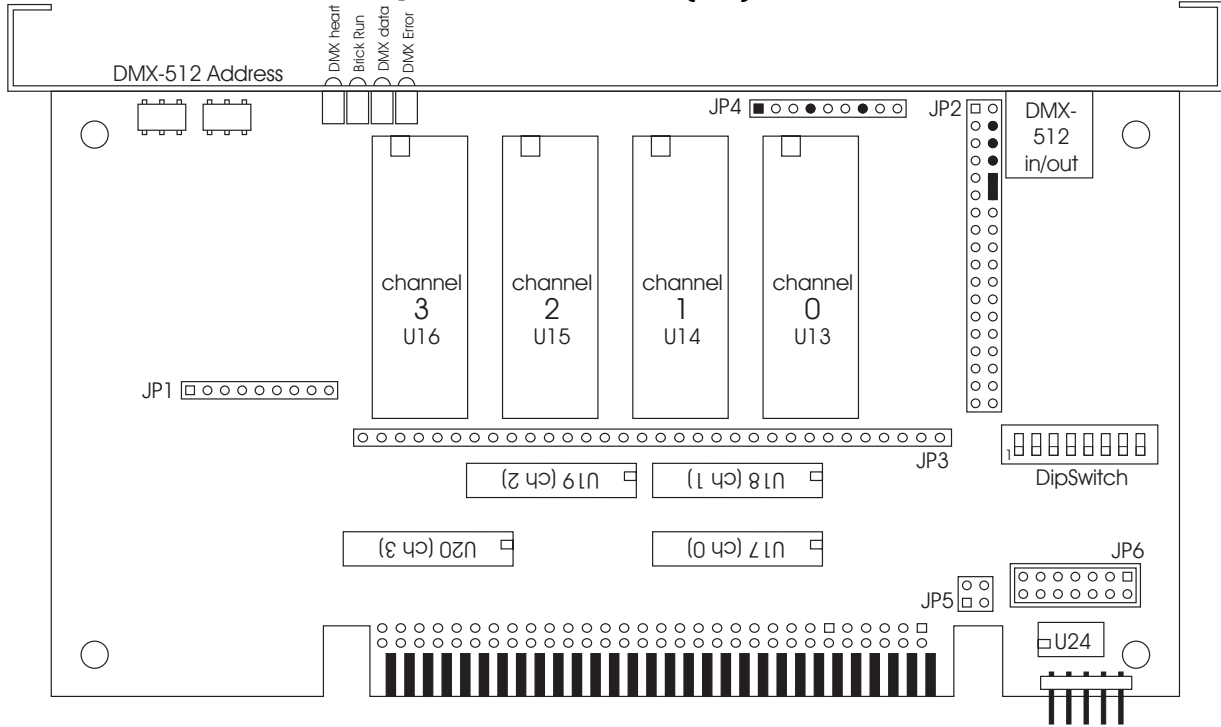 DMX heart
Brick Run
DMX data
DMX Error
DMX-512 Address
JP4
JP2
DMX-
512
in/out
channel
3
U16
channel
2
U15
channel
1
U14
channel
0
U13
JP1
JP3
1
DipSwitch
U19 (ch 2)
U18 (ch 1)
U20 (ch 3)
U17 (ch 0)
JP6
JP5
U24